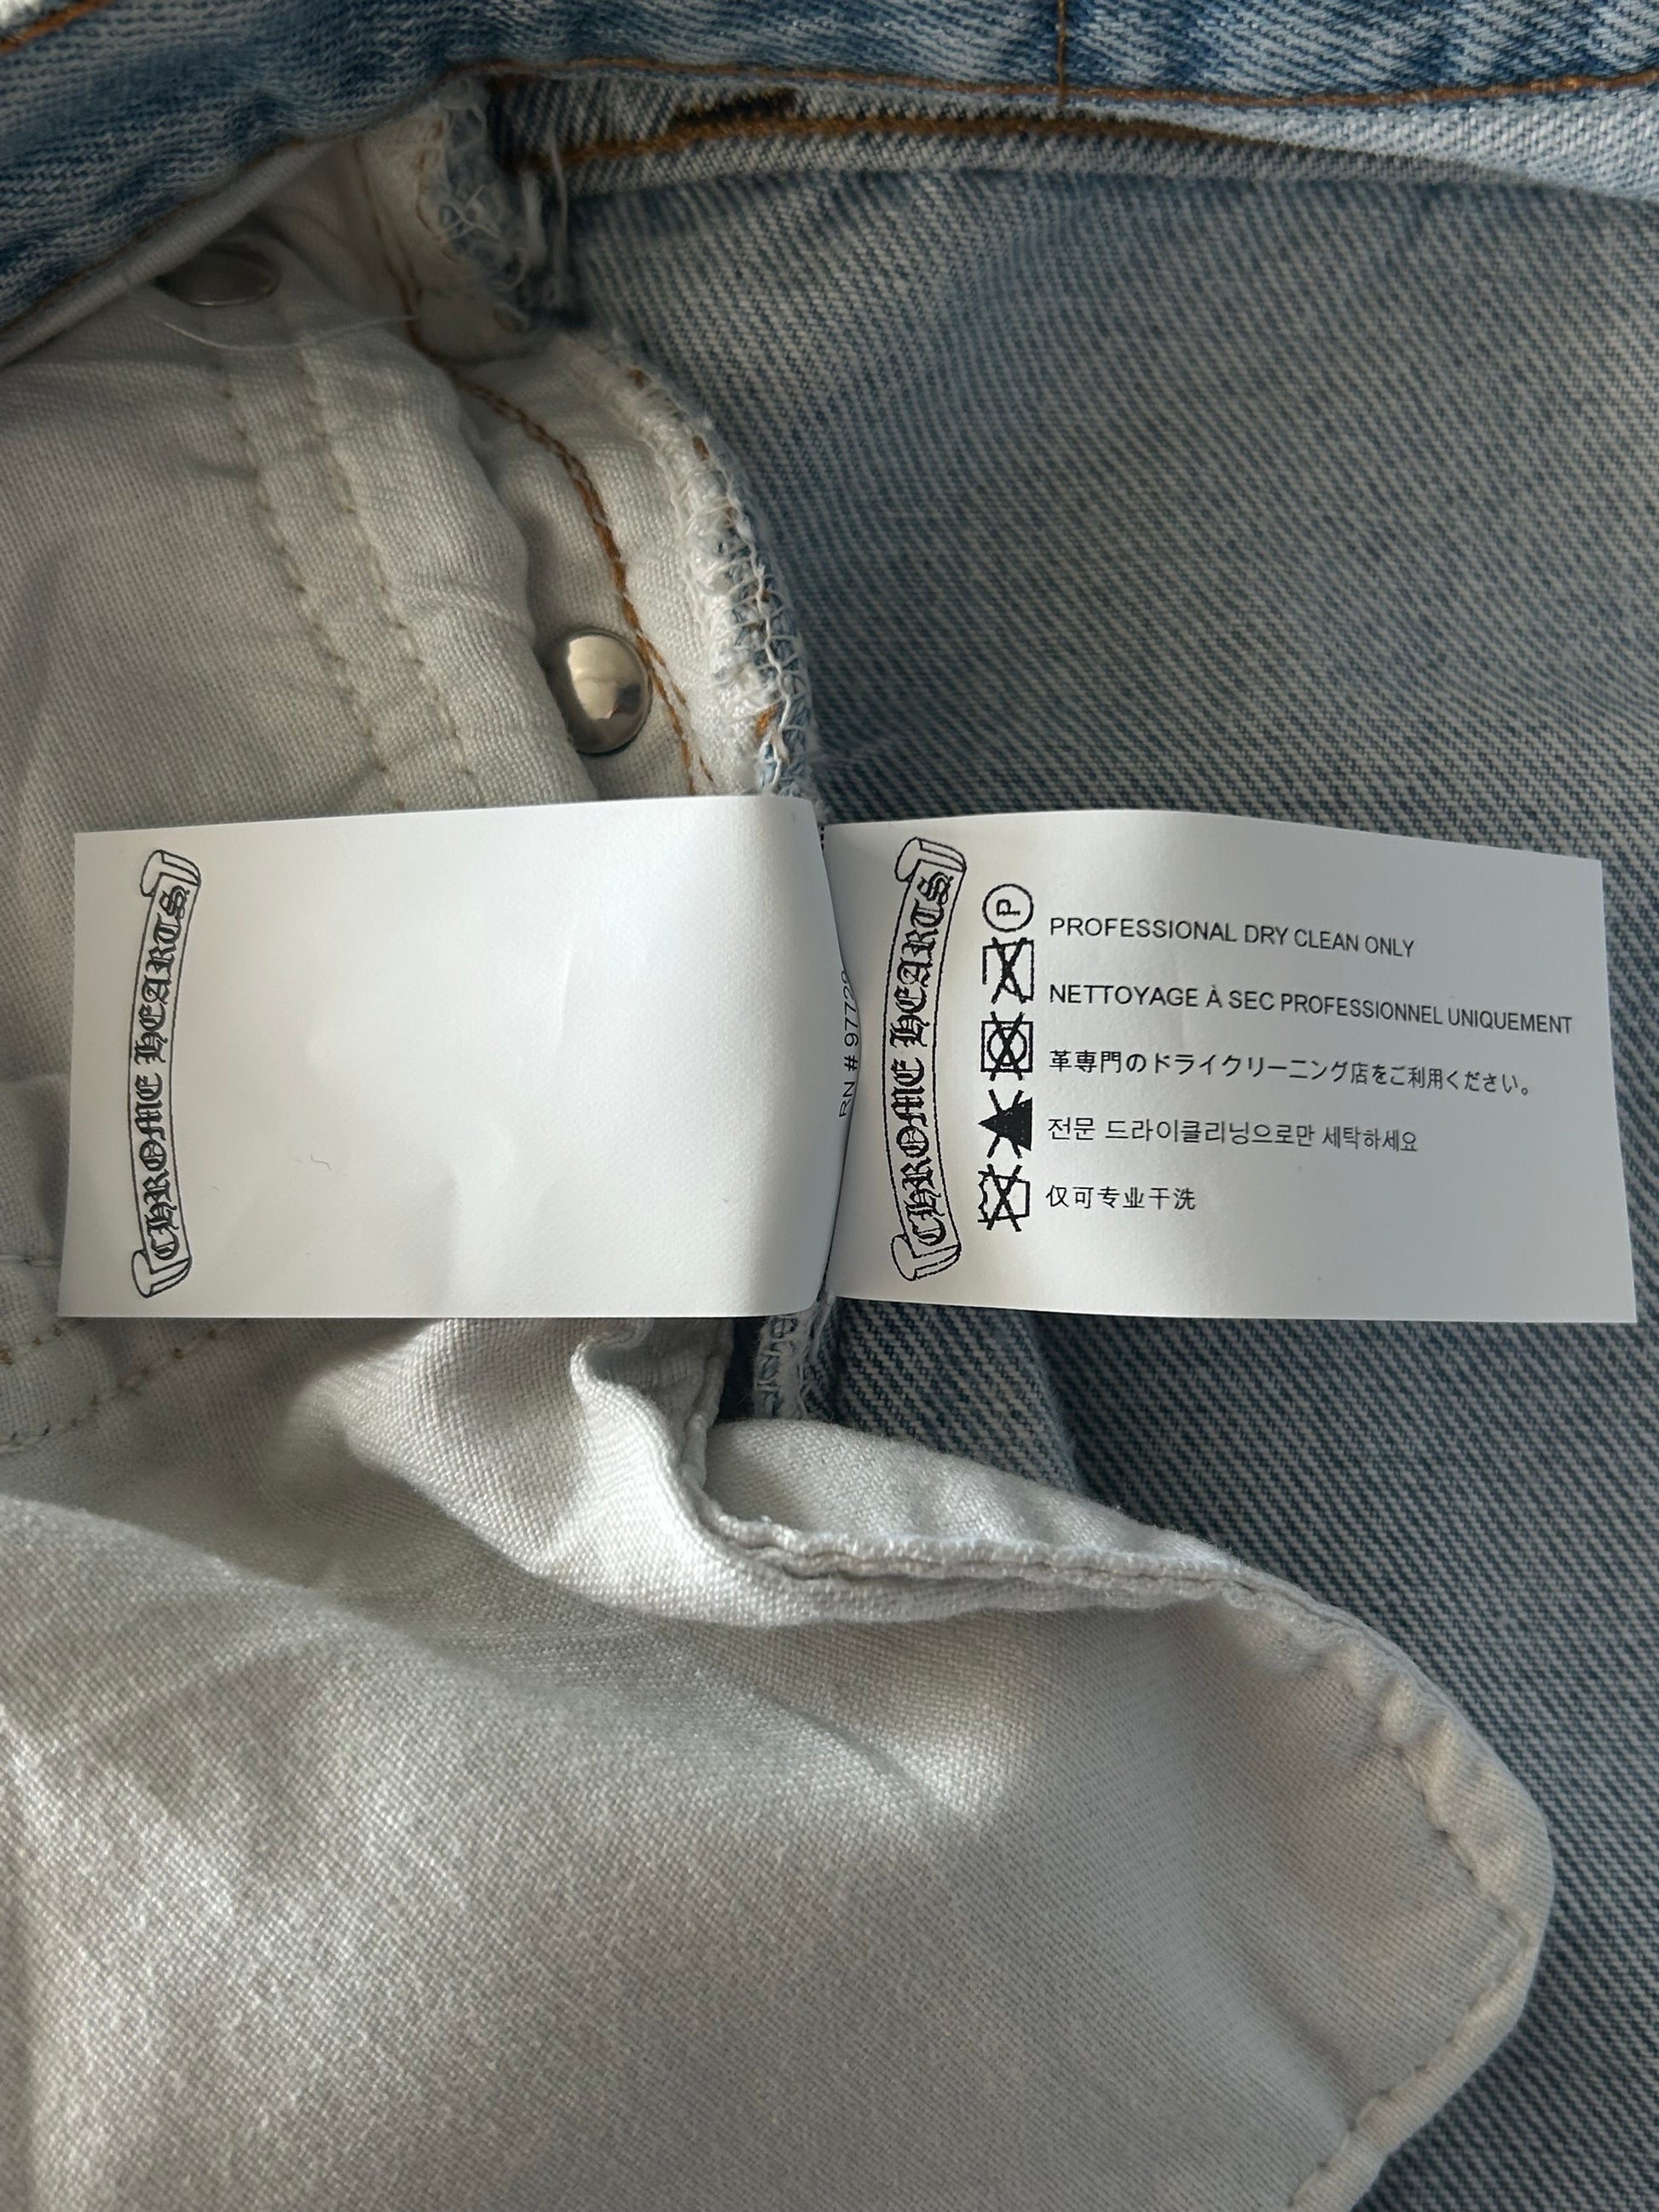 CHROME HEARTS
RN # 97729
CHROME HEARTS
P
PROFESSIONAL DRY CLEAN ONLY
NETTOYAGE À SEC PROFESSIONNEL UNIQUEMENT
革専門のドライクリーニング店をご利用ください。
전문 드라이클리닝으로만 세탁하세요
仅可专业干洗